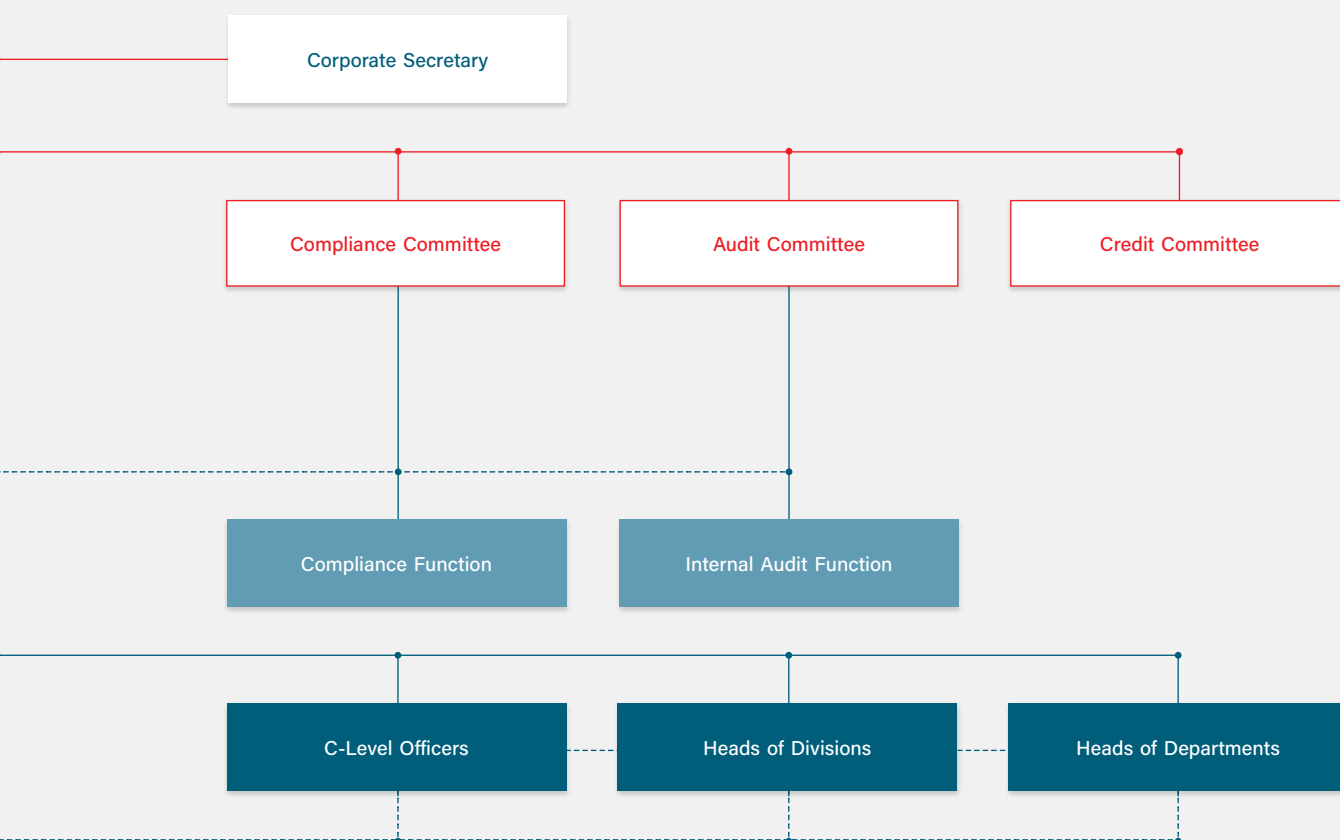 Corporate Secretary
Compliance Committee
Audit Committee
Credit Committee
Compliance Function
Internal Audit Function
C-Level Officers
Heads of Divisions
Heads of Departments